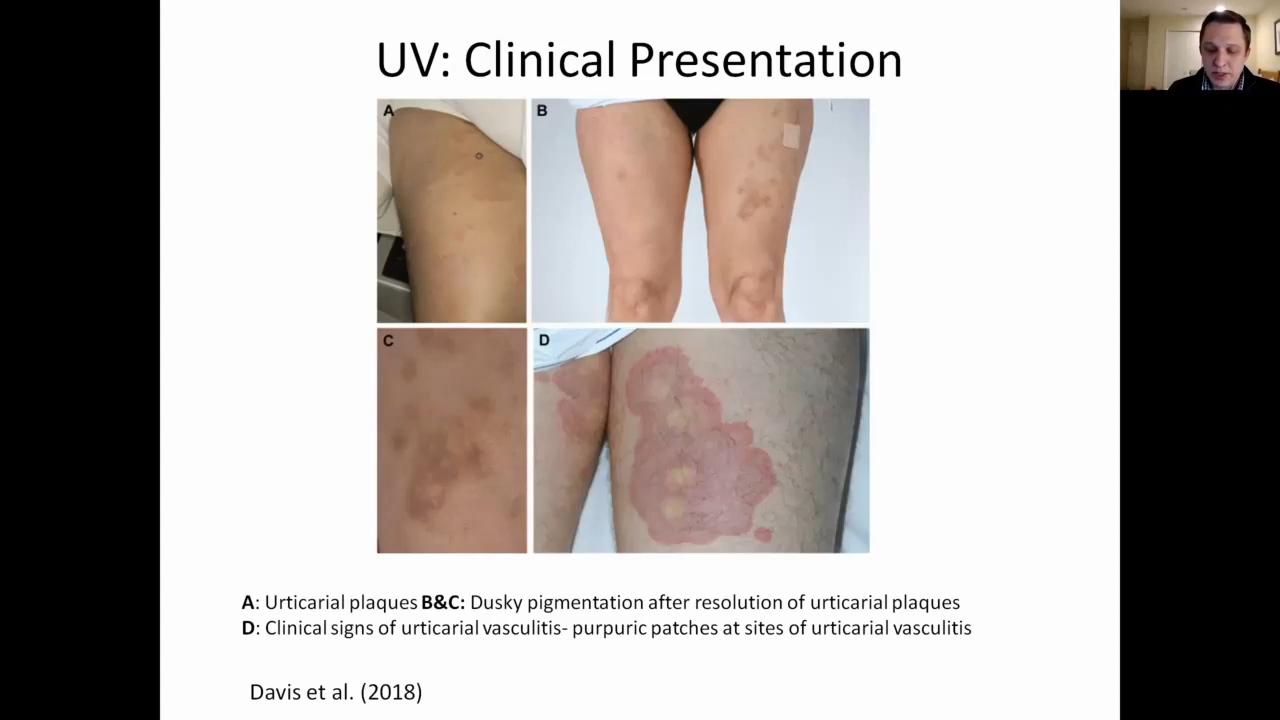 UV: Clinical Presentation
A
B
C
D
A: Urticarial plaques B&C: Dusky pigmentation after resolution of urticarial plaques
D: Clinical signs of urticarial vasculitis- purpuric patches at sites of urticarial vasculitis
Davis et al. (2018)